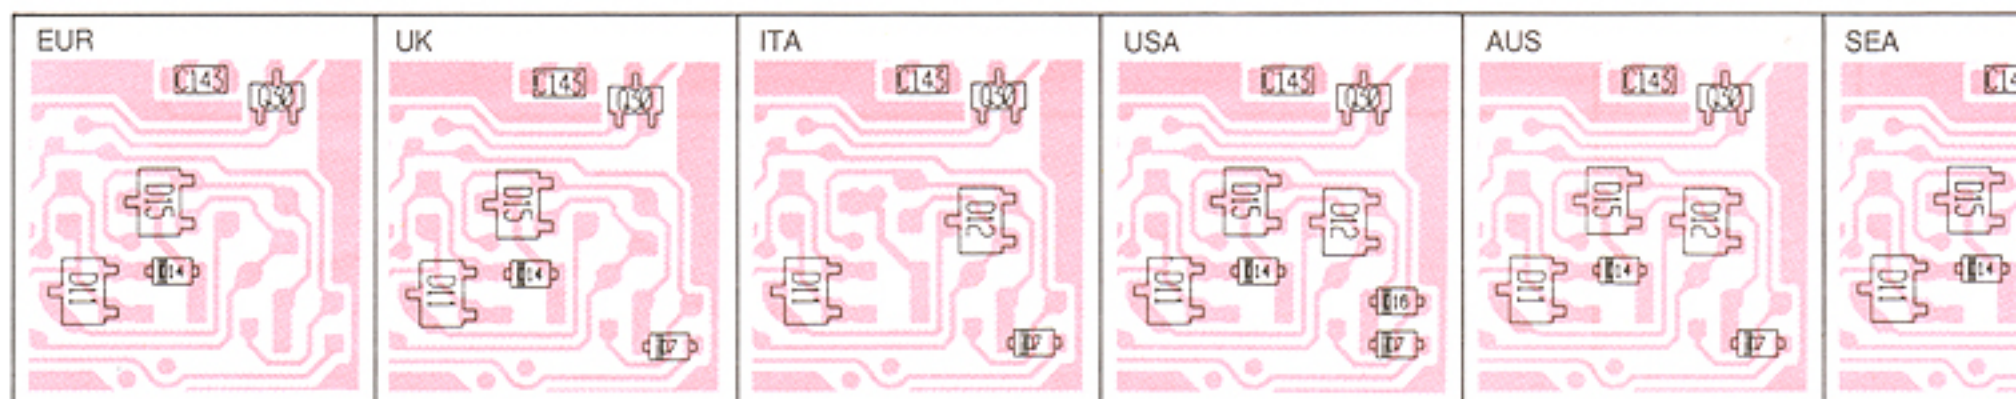 EUR
C143 Q30
D15
D11 D14
UK
C143 Q30
D15
D11 D14
D7
ITA
C143 Q30
D12
D11
D7
USA
C143 Q30
D15 D12
D11 D14
D16
D7
AUS
C143 Q30
D15 D12
D11 D14
D7
SEA
D15
D11 D14